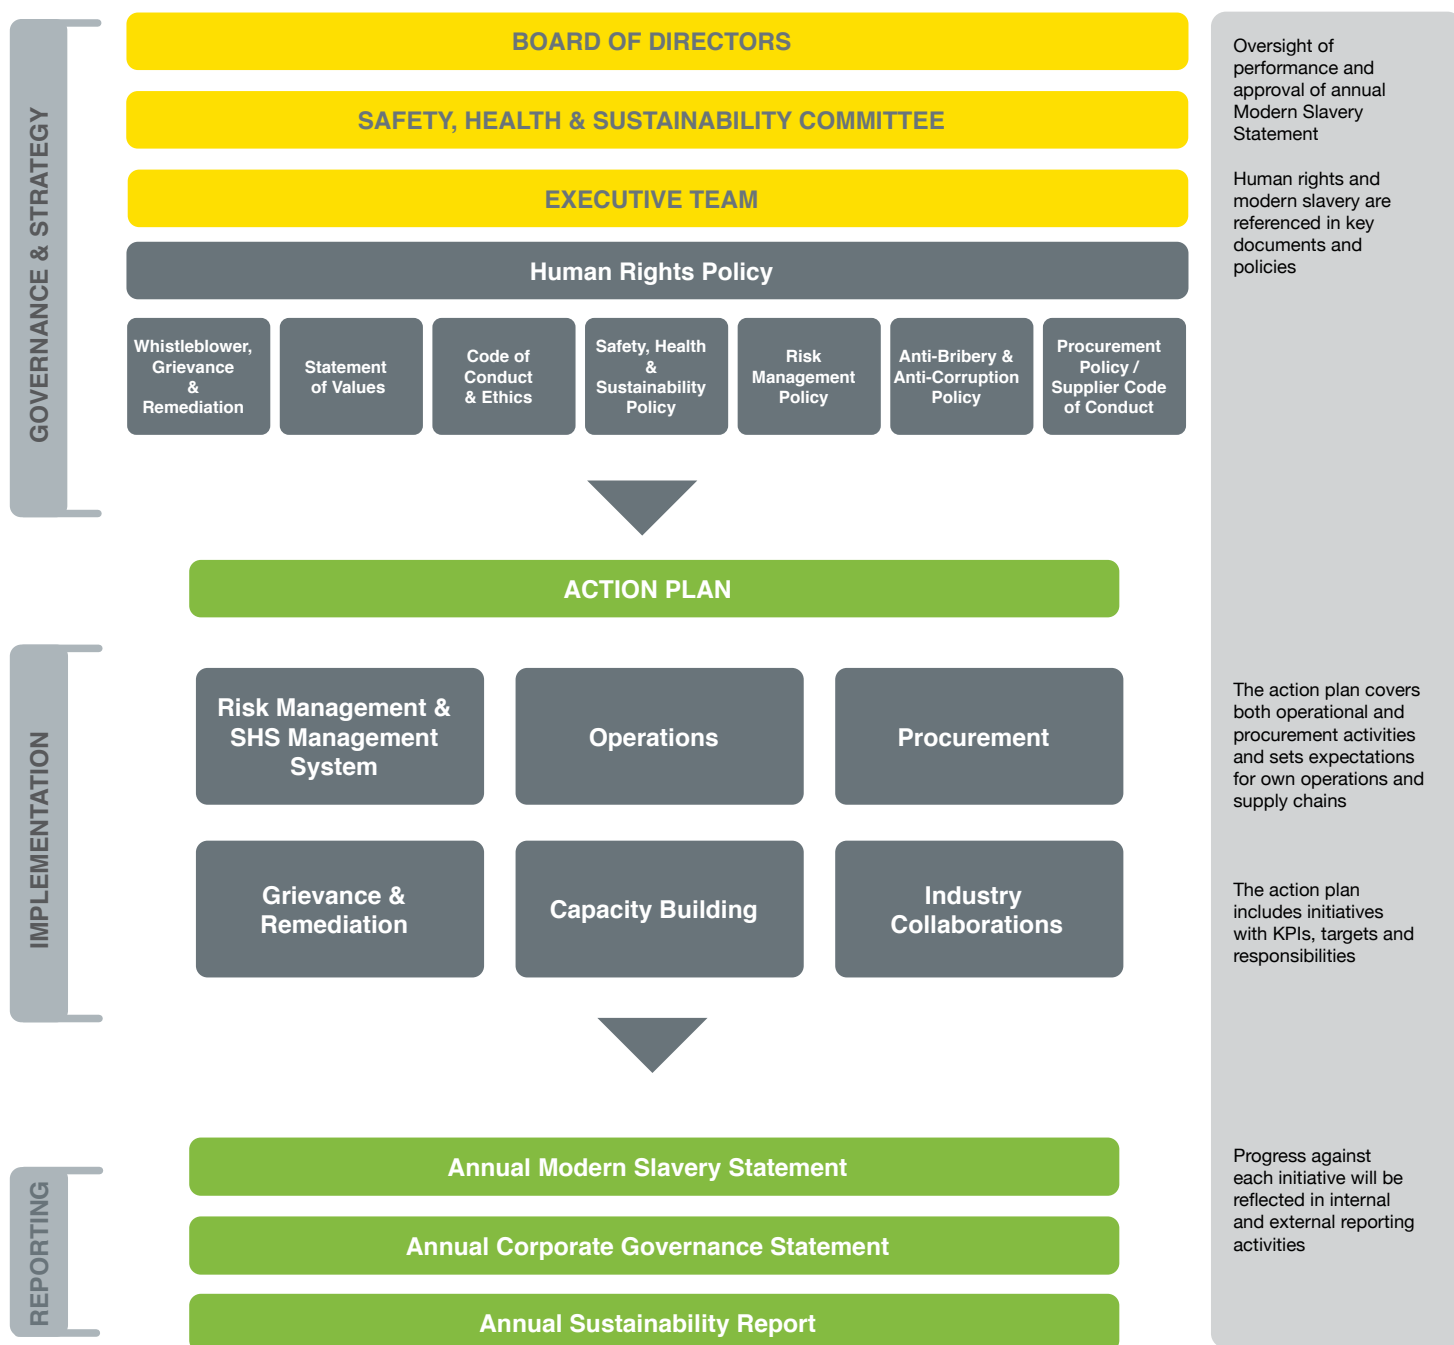 GOVERNANCE & STRATEGY
BOARD OF DIRECTORS
SAFETY, HEALTH & SUSTAINABILITY COMMITTEE
EXECUTIVE TEAM
Human Rights Policy
Whistleblower,
Grievance
&
Remediation
Statement
of Values
Code of
Conduct
& Ethics
Safety, Health
&
Sustainability
Policy
Risk
Management
Policy
Anti-Bribery &
Anti-Corruption
Policy
Procurement
Policy /
Supplier Code
of Conduct
Oversight of
performance and
approval of annual
Modern Slavery
Statement
Human rights and
modern slavery are
referenced in key
documents and
policies
ACTION PLAN
IMPLEMENTATION
Risk Management &
SHS Management
System
Operations
Procurement
Grievance &
Remediation
Capacity Building
Industry
Collaborations
The action plan covers
both operational and
procurement activities
and sets expectations
for own operations and
supply chains
The action plan
includes initiatives
with KPIs, targets and
responsibilities
REPORTING
Annual Modern Slavery Statement
Annual Corporate Governance Statement
Annual Sustainability Report
Progress against
each initiative will be
reflected in internal
and external reporting
activities